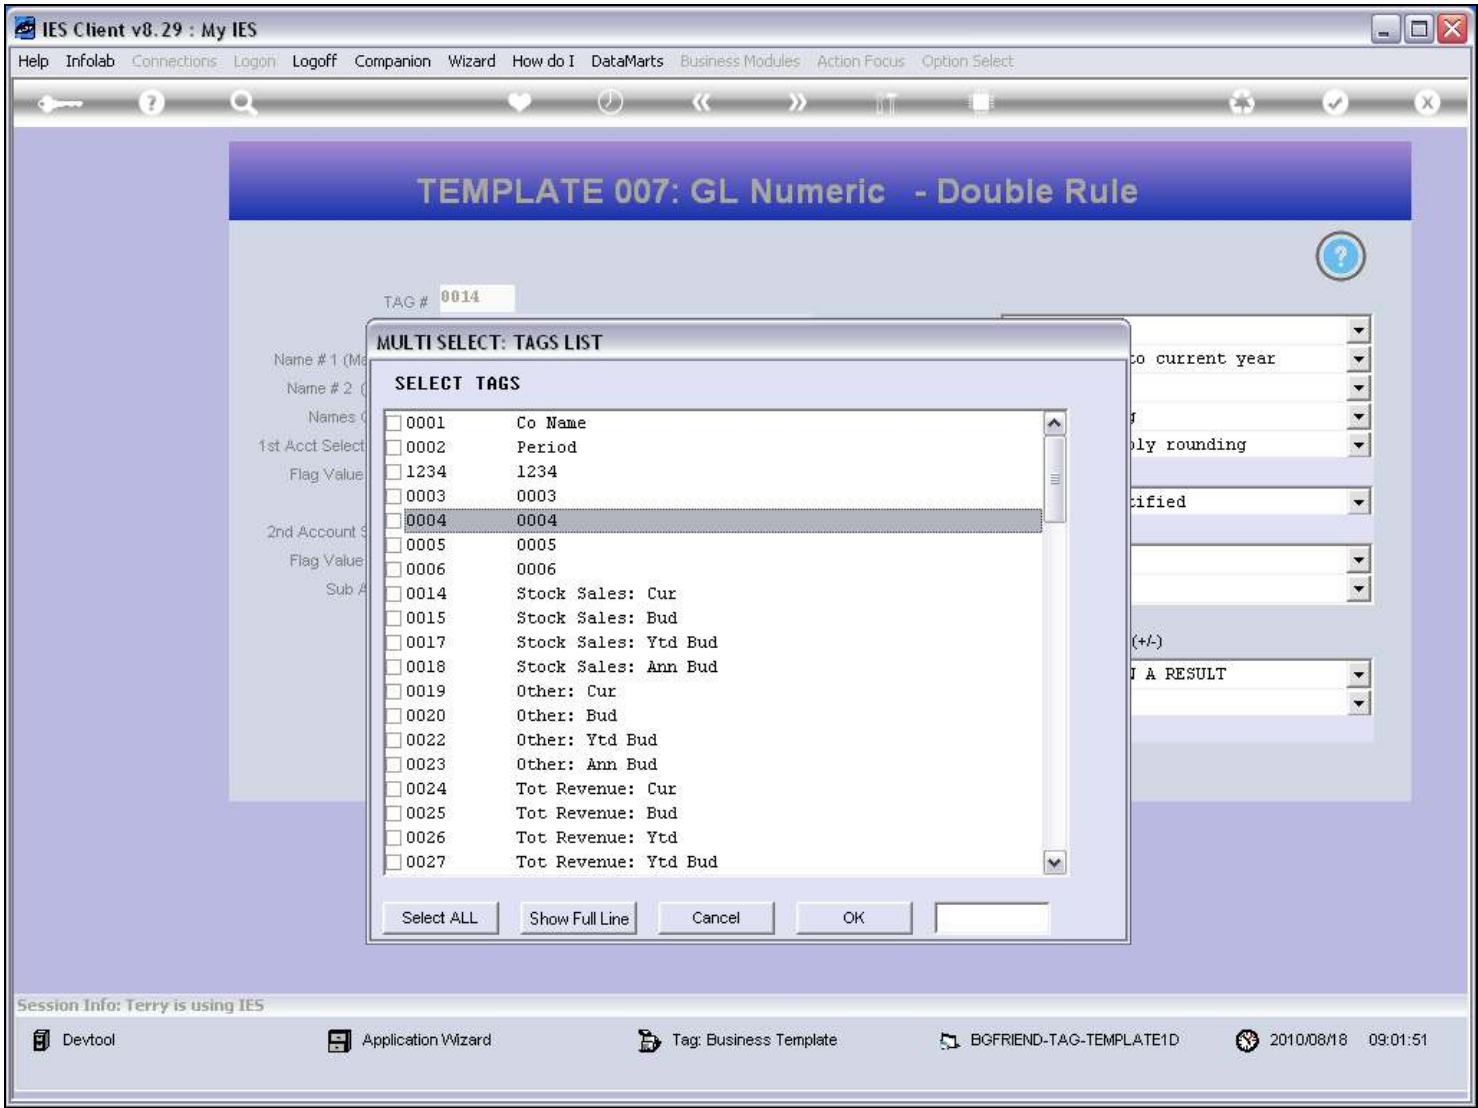 IES Client v8.29 : My IES
Help Infolab Connections Logon Logoff Companion Wizard How do I DataMarts Business Modules Action Focus Option Select
TEMPLATE 007: GL Numeric - Double Rule
TAG # 0014
Name # 1 (Ma
Name # 2 (
Names
1st Acct Select
Flag Value
2nd Account S
Flag Value
Sub A
MULTI SELECT: TAGS LIST
SELECT TAGS
0001 Co Name
0002 Period
1234 1234
0003 0003
0004 0004
0005 0005
0006 0006
0014 Stock Sales: Cur
0015 Stock Sales: Bud
0017 Stock Sales: Ytd Bud
0018 Stock Sales: Ann Bud
0019 Other: Cur
0020 Other: Bud
0022 Other: Ytd Bud
0023 Other: Ann Bud
0024 Tot Revenue: Cur
0025 Tot Revenue: Bud
0026 Tot Revenue: Ytd
0027 Tot Revenue: Ytd Bud
Select ALL Show Full Line Cancel OK
to current year
g
ply rounding
tified
(+/-)
N A RESULT
Session Info: Terry is using IES
Devtool Application Wizard Tag: Business Template BGFRIEND-TAG-TEMPLATE1D 2010/08/18 09:01:51